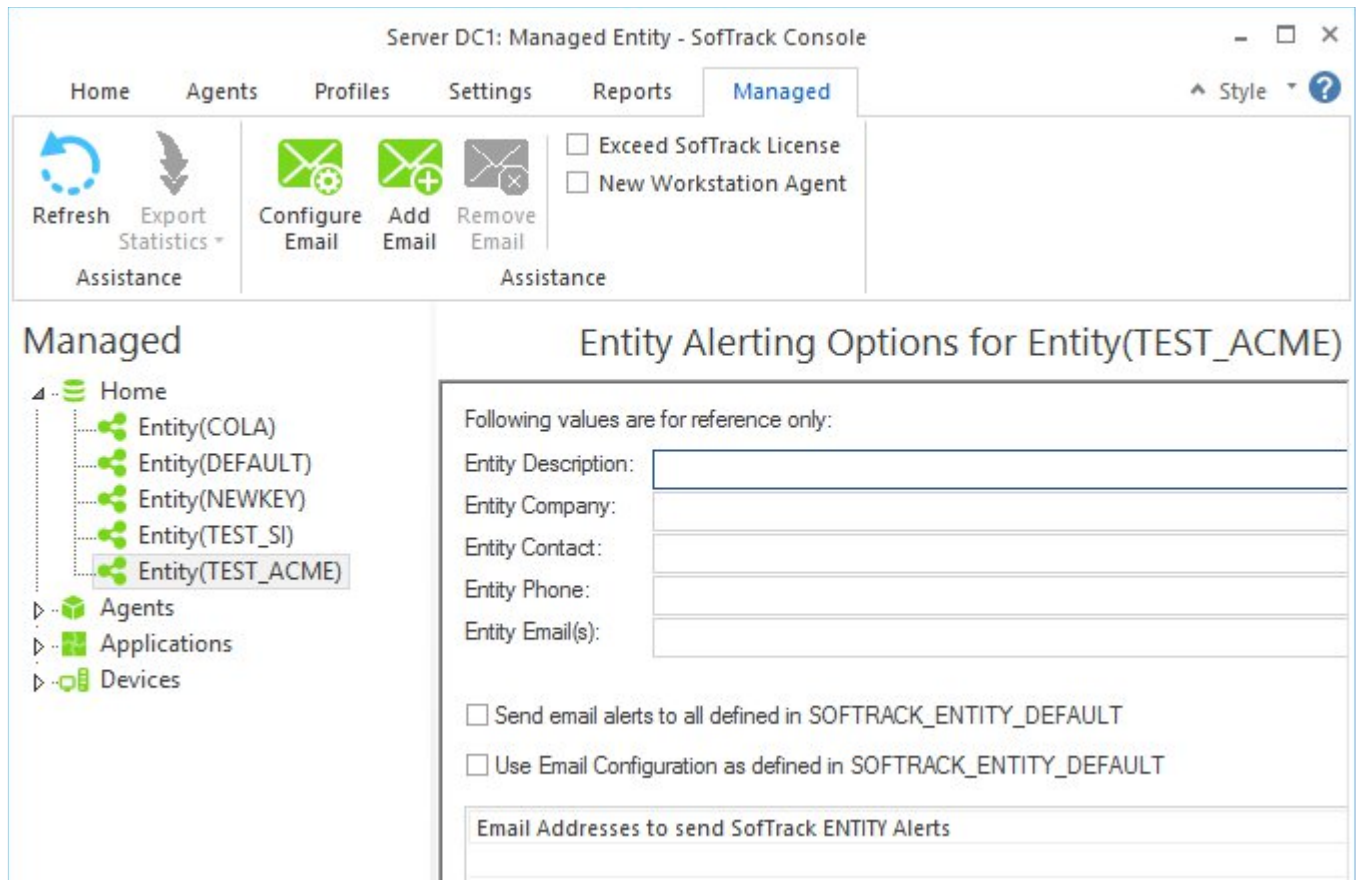 Server DC1: Managed Entity - SofTrack Console
Home Agents Profiles Settings Reports Managed Style ?
Refresh
Export Statistics
Assistance
Configure Email
Add Email
Remove Email
Exceed SofTrack License
New Workstation Agent
Assistance
Managed
Home
Entity(COLA)
Entity(DEFAULT)
Entity(NEWKEY)
Entity(TEST_SI)
Entity(TEST_ACME)
Agents
Applications
Devices
Entity Alerting Options for Entity(TEST_ACME)
Following values are for reference only:
Entity Description:
Entity Company:
Entity Contact:
Entity Phone:
Entity Email(s):
Send email alerts to all defined in SOFTRACK_ENTITY_DEFAULT
Use Email Configuration as defined in SOFTRACK_ENTITY_DEFAULT
Email Addresses to send SofTrack ENTITY Alerts